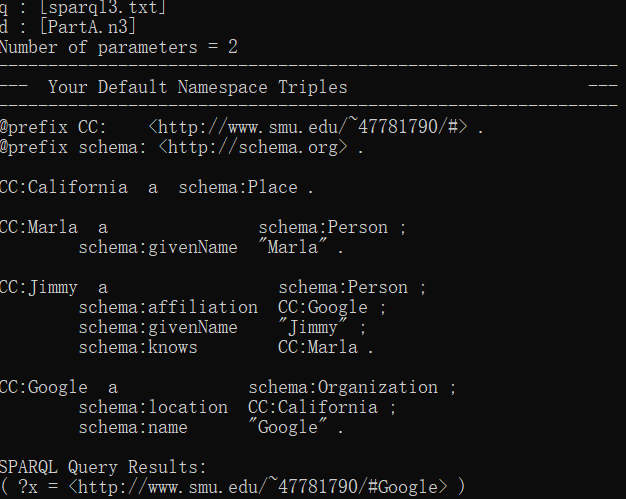 q : [sparql3.txt]
d : [PartA.n3]
Number of parameters = 2
--------------------------------------------------------------
---  Your Default Namespace Triples                        ---
--------------------------------------------------------------
@prefix CC:    <http://www.smu.edu/~47781790/#> .
@prefix schema: <http://schema.org> .
CC:California  a  schema:Place .
CC:Marla  a               schema:Person ;
        schema:givenName  "Marla" .
CC:Jimmy  a                 schema:Person ;
        schema:affiliation  CC:Google ;
        schema:givenName    "Jimmy" ;
        schema:knows        CC:Marla .
CC:Google  a             schema:Organization ;
        schema:location  CC:California ;
        schema:name      "Google" .
SPARQL Query Results:
( ?x = <http://www.smu.edu/~47781790/#Google> )